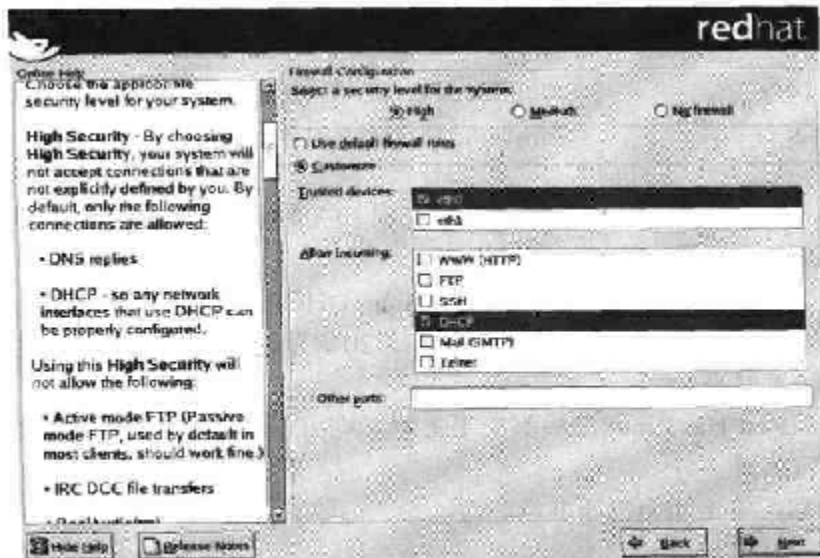 redhat
Online Help
Choose the appropriate
security level for your system.
High Security - By choosing
High Security, your system will
not accept connections that are
not explicitly defined by you. By
default, only the following
connections are allowed:
• DNS replies
• DHCP - so any network
interfaces that use DHCP can
be properly configured.
Using this High Security will
not allow the following:
• Active mode FTP (Passive
mode FTP, used by default in
most clients, should work fine.)
• IRC DCC file transfers
Firewall Configuration
Select a security level for the system:
High
Medium
No firewall
Use default firewall rules
Customize
Trusted devices:
eth0
eth1
Allow incoming:
WWW (HTTP)
FTP
SSH
DHCP
Mail (SMTP)
Telnet
Other ports:
Hide Help
Release Notes
Back
Next